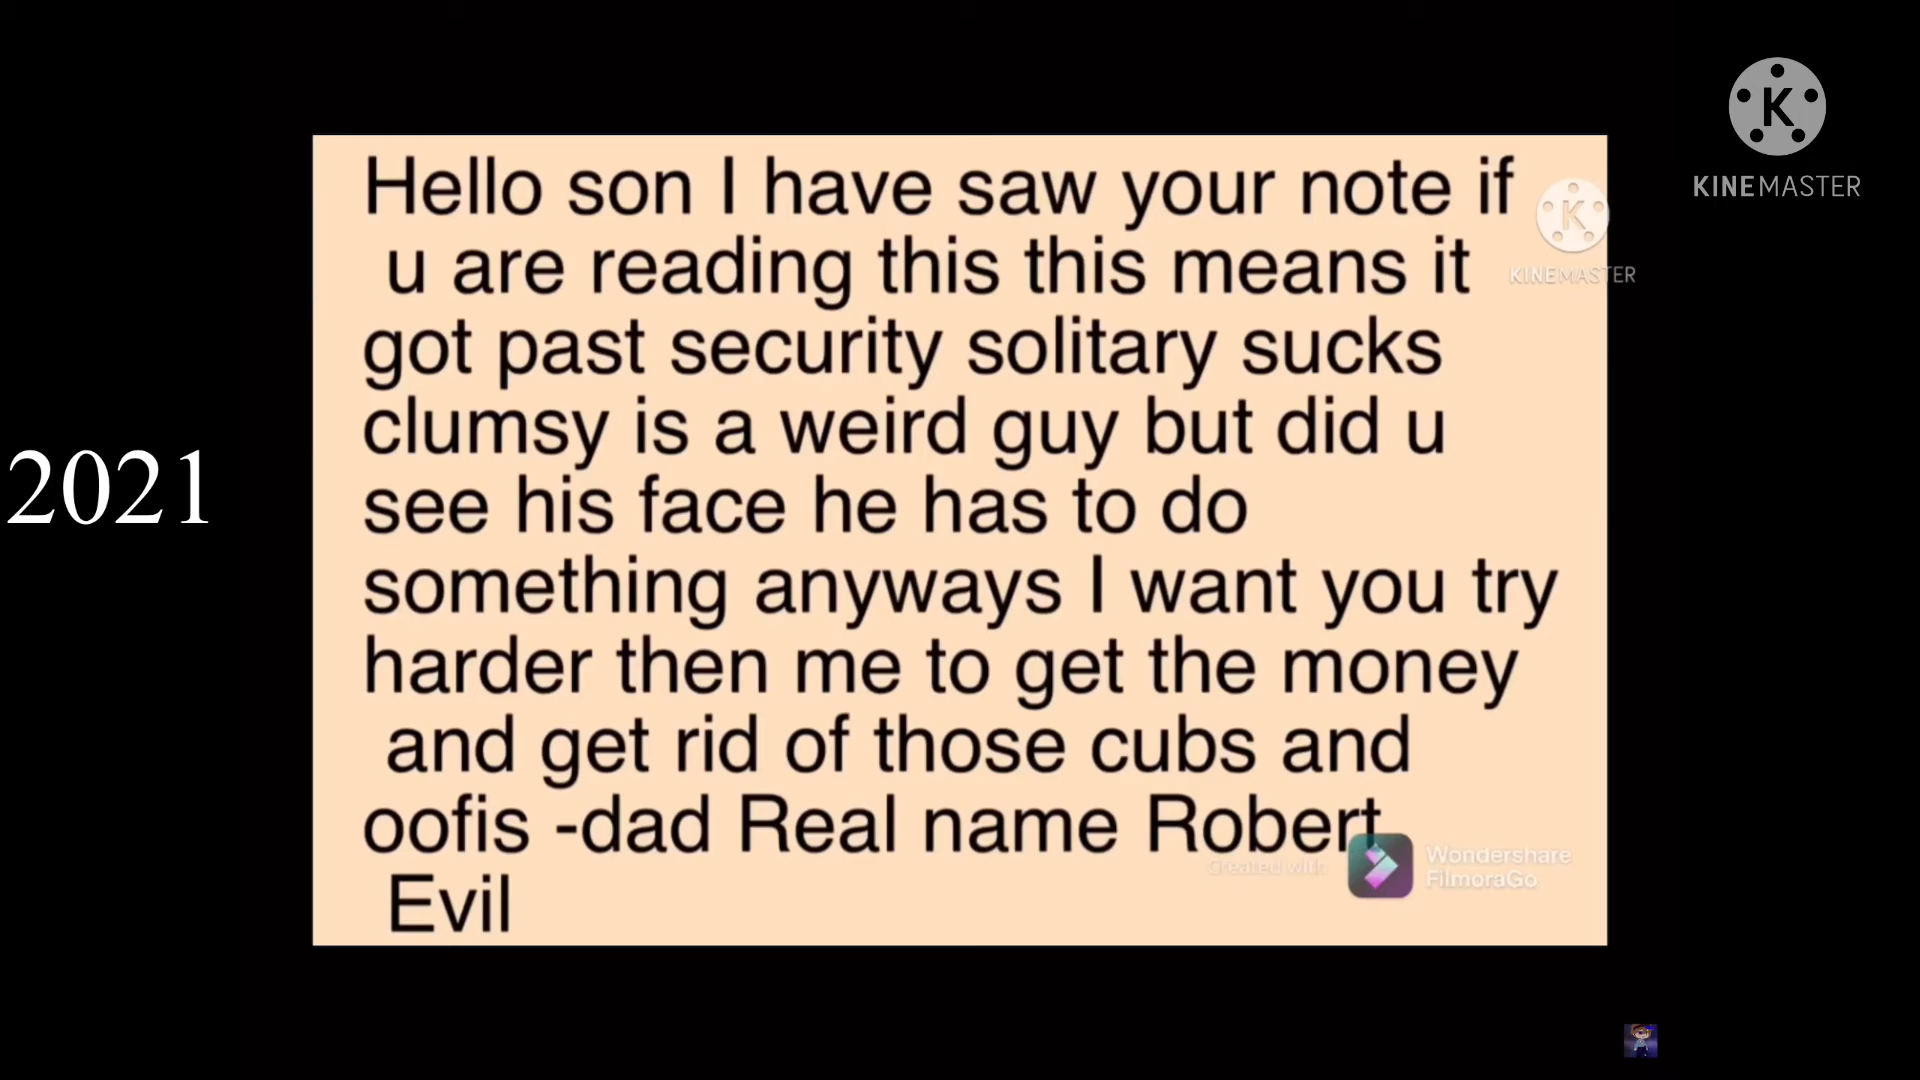 KINEMASTER
Hello son I have saw your note if
u are reading this this means it
got past security solitary sucks
clumsy is a weird guy but did u
see his face he has to do
something anyways I want you try
harder then me to get the money
and get rid of those cubs and
oofis -dad Real name Robert
Evil
KINEMASTER
2021
Created with
Wondershare
FilmoraGo